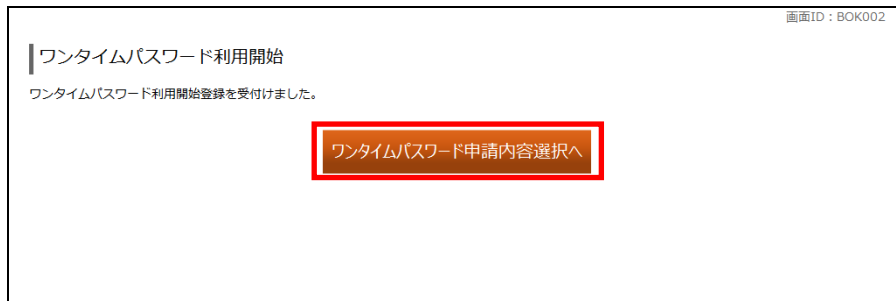 画面ID：BOK002
ワンタイムパスワード利用開始
ワンタイムパスワード利用開始登録を受付けました。
ワンタイムパスワード申請内容選択へ